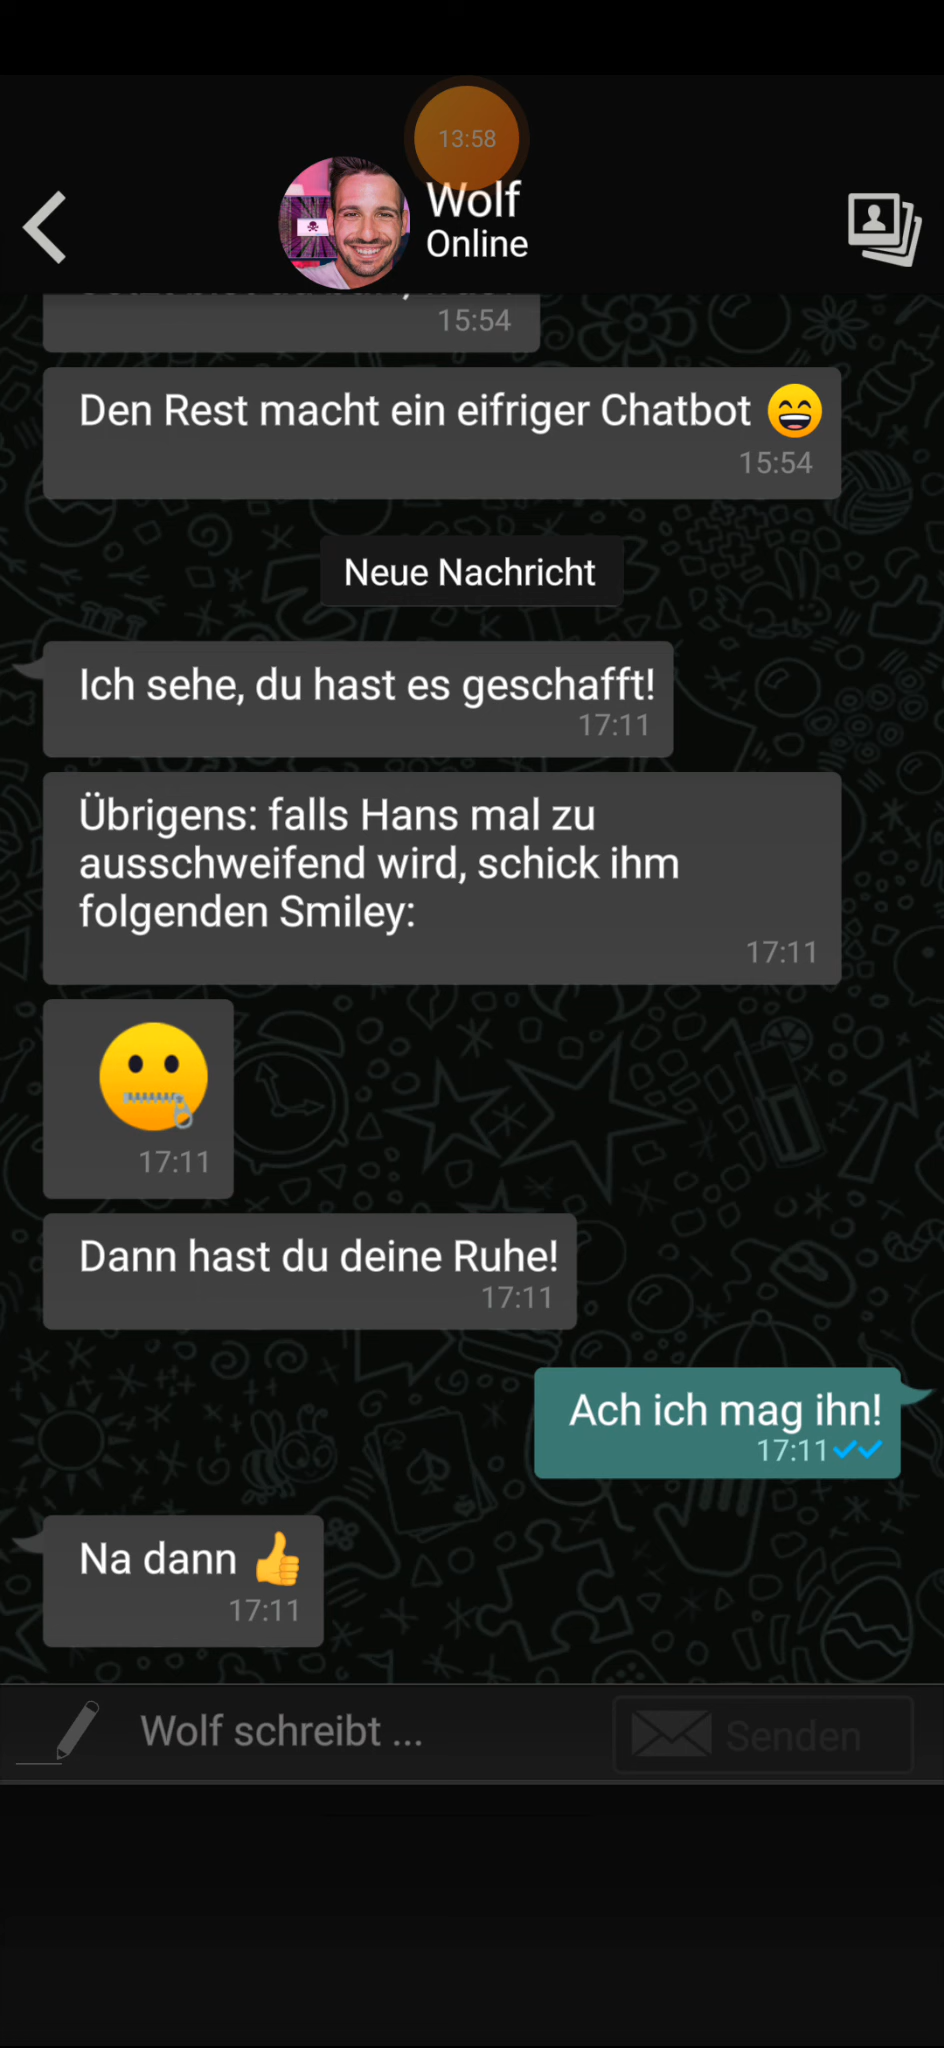 13:58
Wolf
Online
15:54
Den Rest macht ein eifriger Chatbot 😄
15:54
Neue Nachricht
Ich sehe, du hast es geschafft!
17:11
Übrigens: falls Hans mal zu
ausschweifend wird, schick ihm
folgenden Smiley:
17:11
🤐
17:11
Dann hast du deine Ruhe!
17:11
Ach ich mag ihn!
17:11
Na dann 👍
17:11
Wolf schreibt ...
Senden